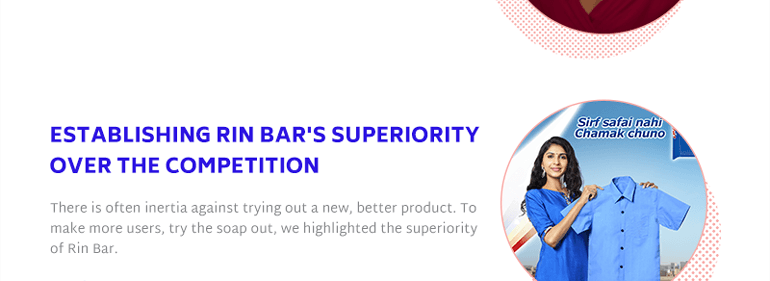 ESTABLISHING RIN BAR'S SUPERIORITY
OVER THE COMPETITION
There is often inertia against trying out a new, better product. To
make more users, try the soap out, we highlighted the superiority
of Rin Bar.
Sirf safai nahi
Chamak chuno